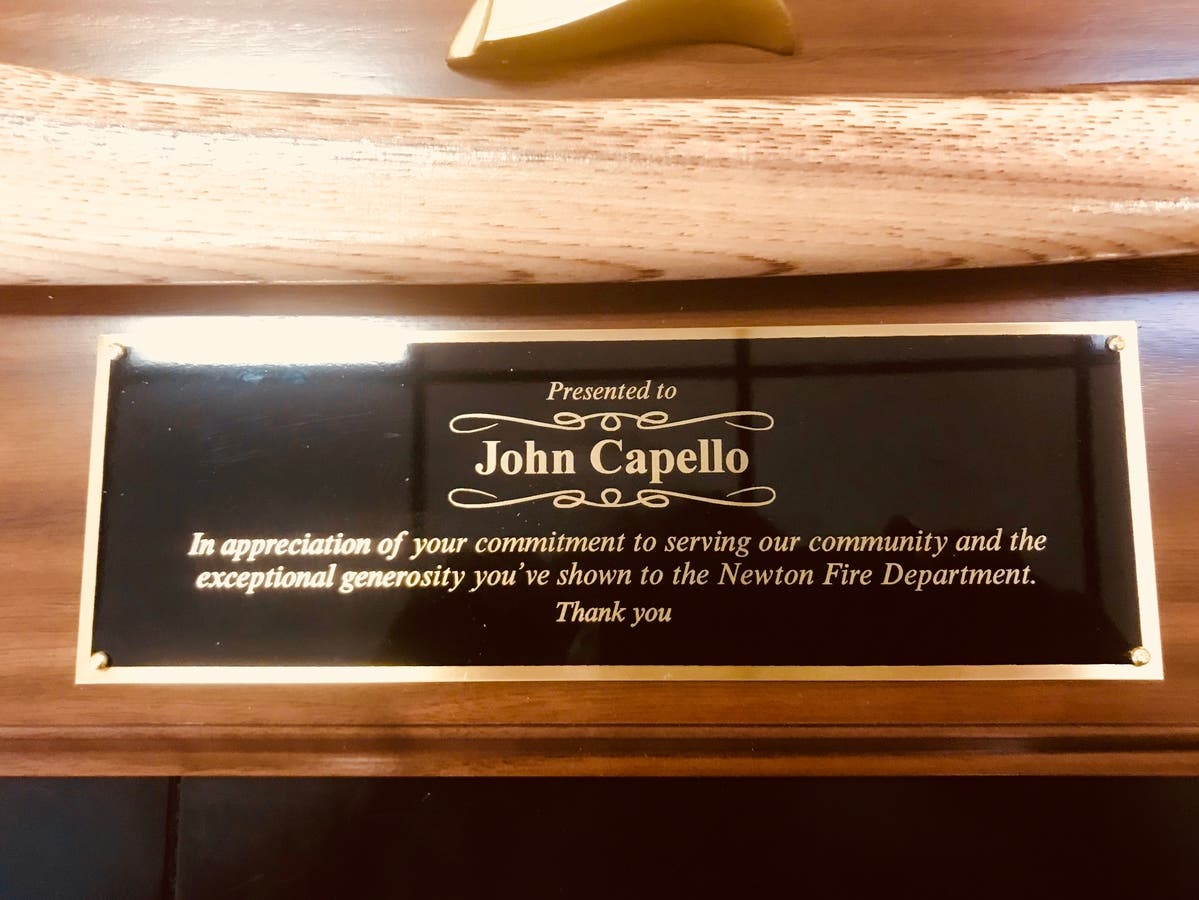 Presented to
John Capello
In appreciation of your commitment to serving our community and the
exceptional generosity you've shown to the Newton Fire Department.
Thank you